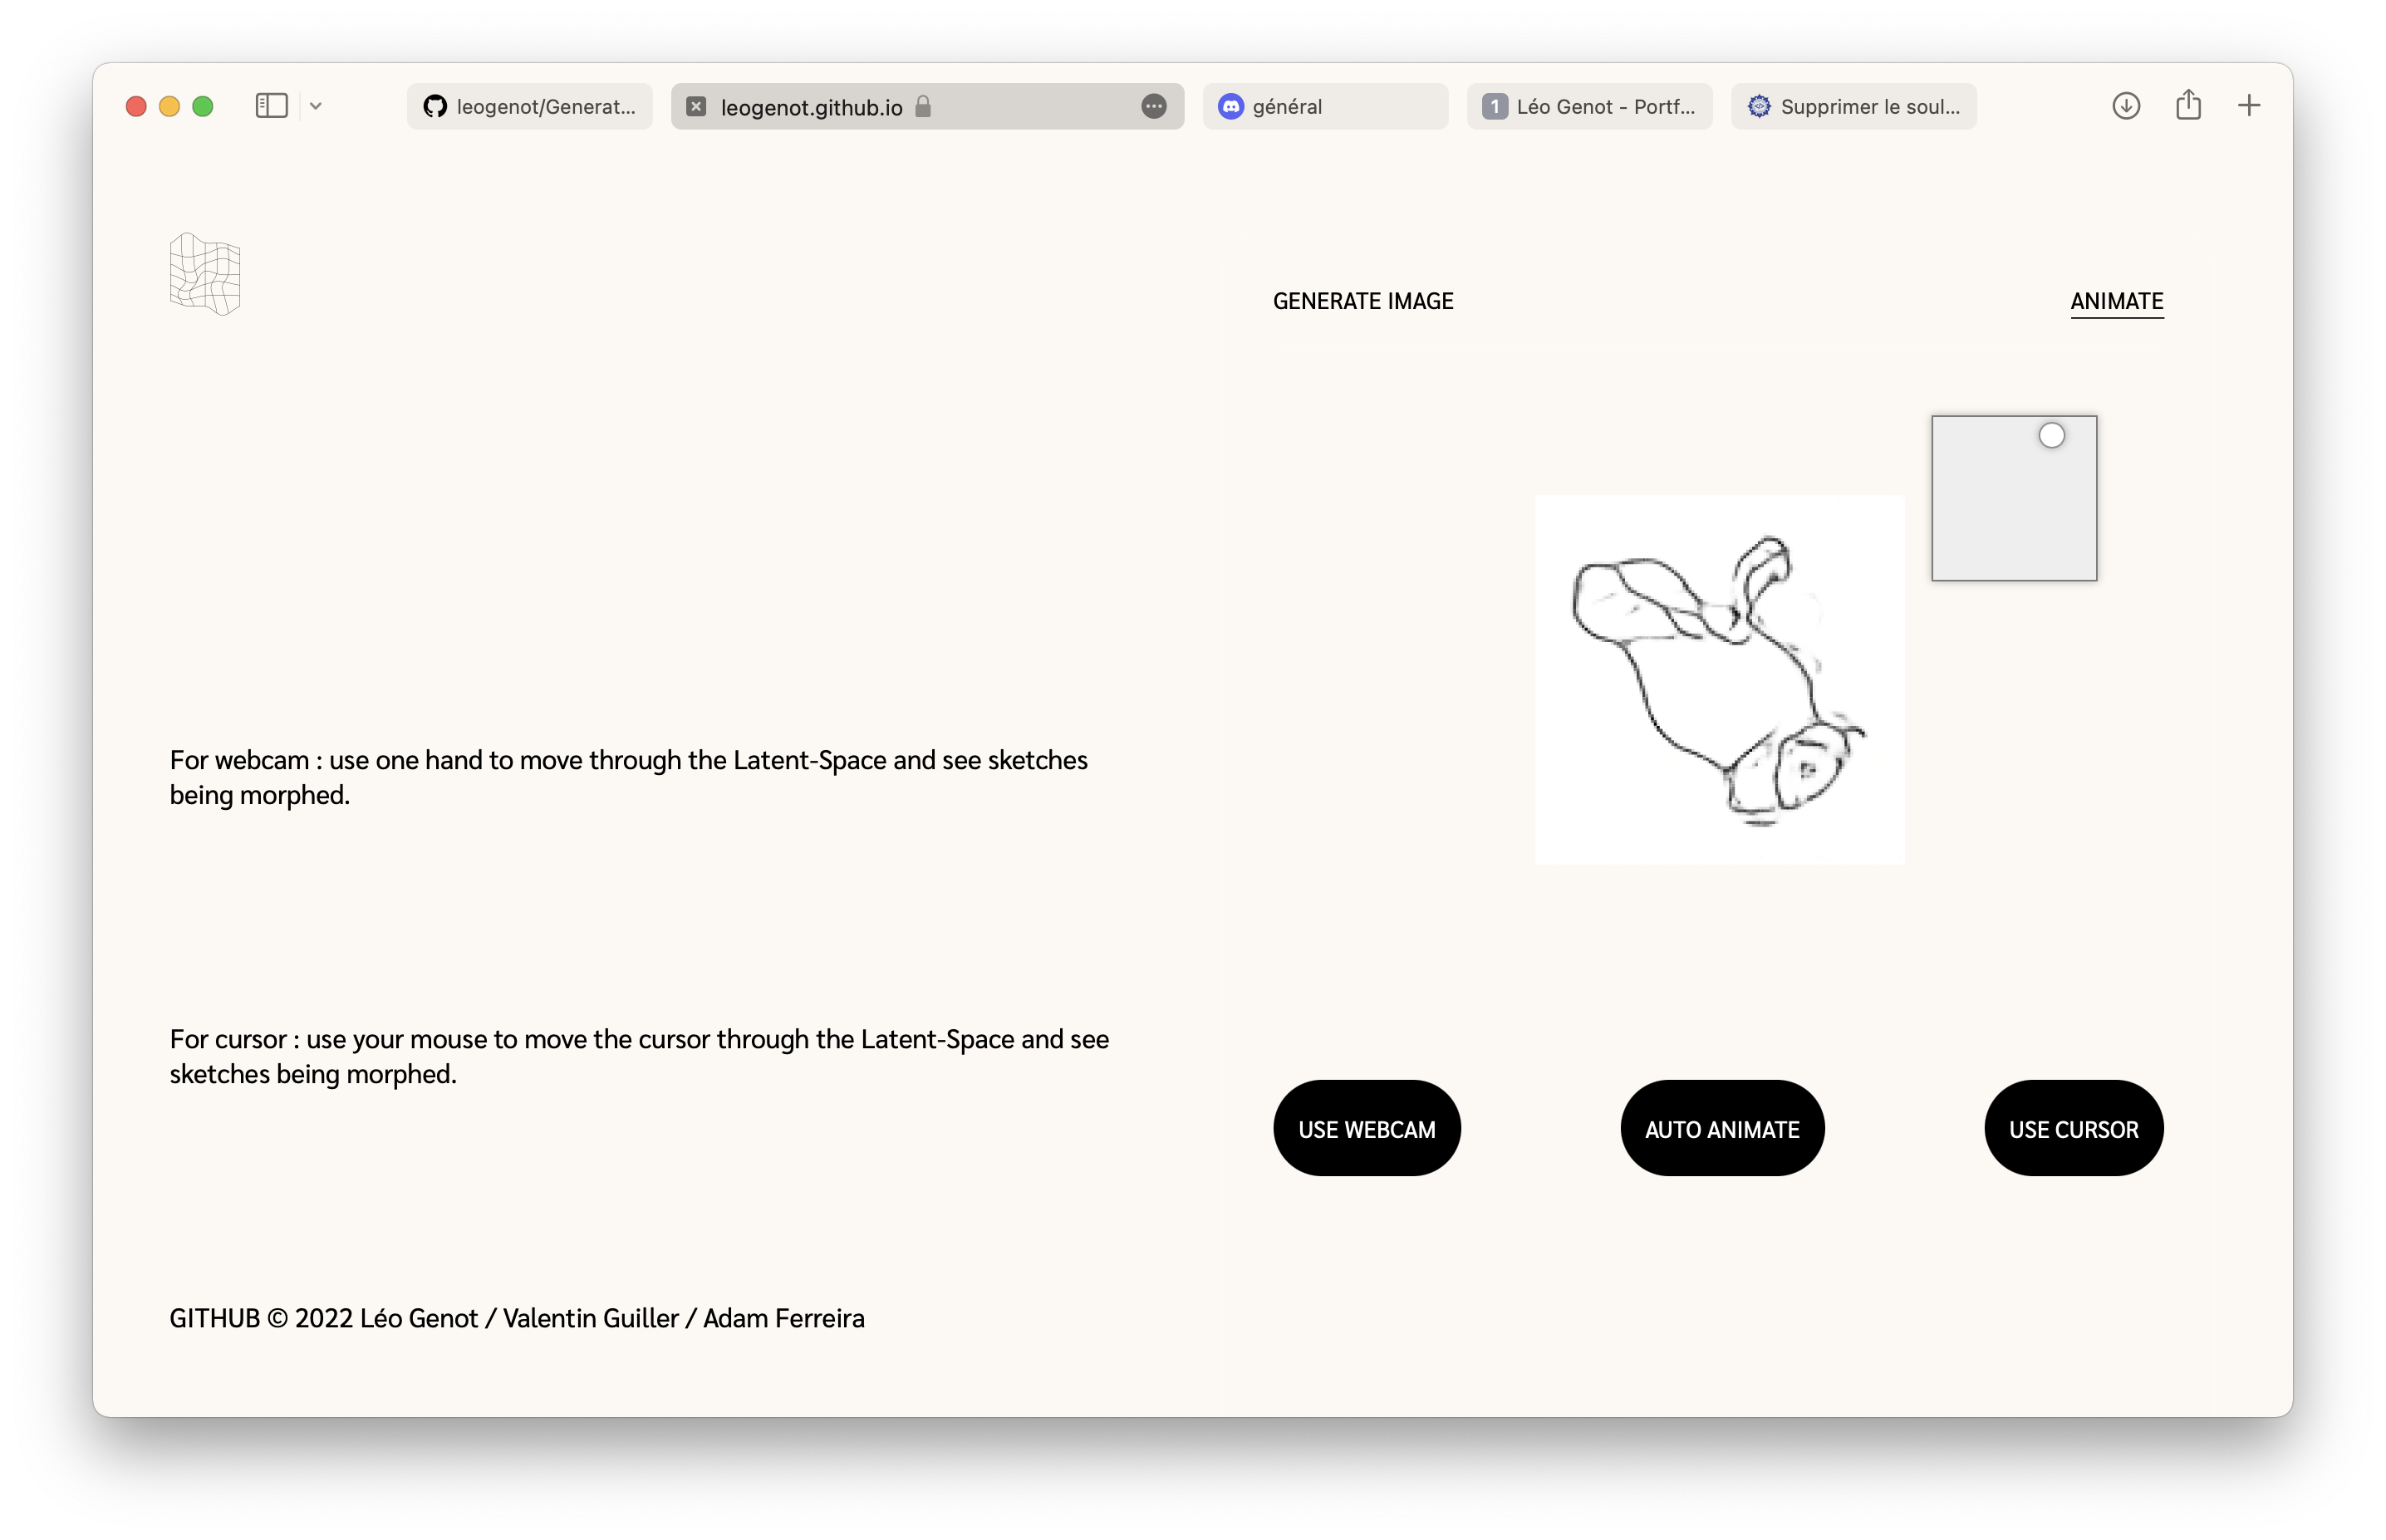 leogenot/Generat...
leogenot.github.io
général
1
Léo Genot - Portf...
Supprimer le soul...
GENERATE IMAGE
ANIMATE
For webcam : use one hand to move through the Latent-Space and see sketches
being morphed.
For cursor : use your mouse to move the cursor through the Latent-Space and see
sketches being morphed.
USE WEBCAM
AUTO ANIMATE
USE CURSOR
GITHUB © 2022 Léo Genot / Valentin Guiller / Adam Ferreira